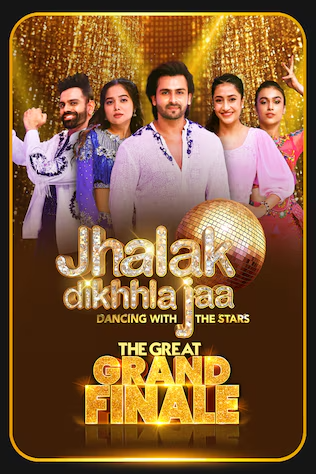 Jhalak
dikhhla jaa
DANCING WITH THE STARS
THE GREAT
GRAND
FINALE